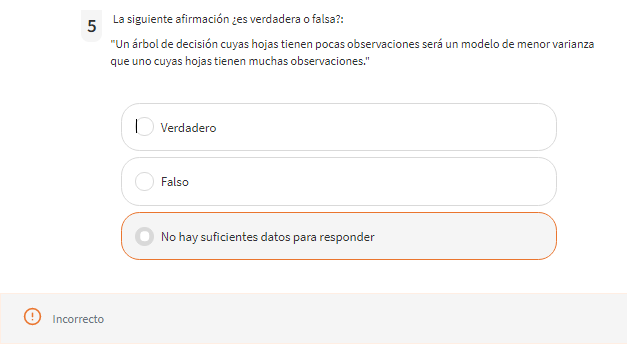 5
La siguiente afirmación ¿es verdadera o falsa?:
"Un árbol de decisión cuyas hojas tienen pocas observaciones será un modelo de menor varianza
que uno cuyas hojas tienen muchas observaciones."
Verdadero
Falso
No hay suficientes datos para responder
Incorrecto